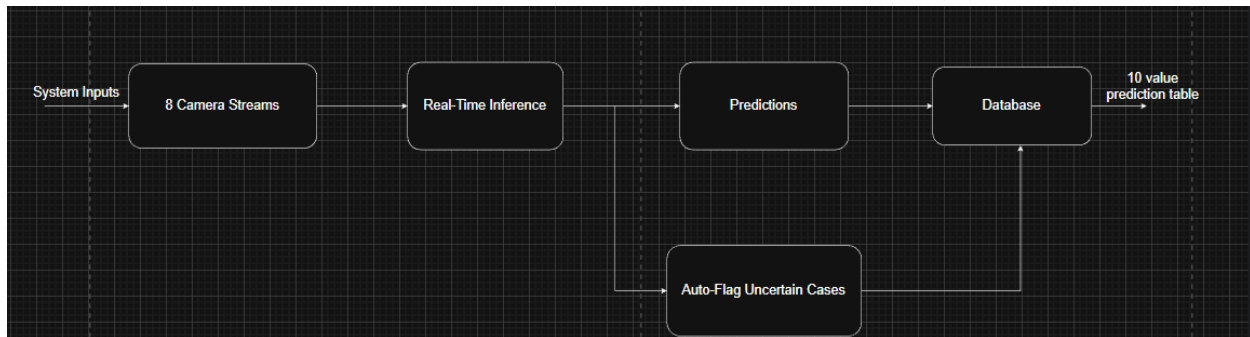 System Inputs
8 Camera Streams
Real-Time Inference
Predictions
Database
10 value
prediction table
Auto-Flag Uncertain Cases